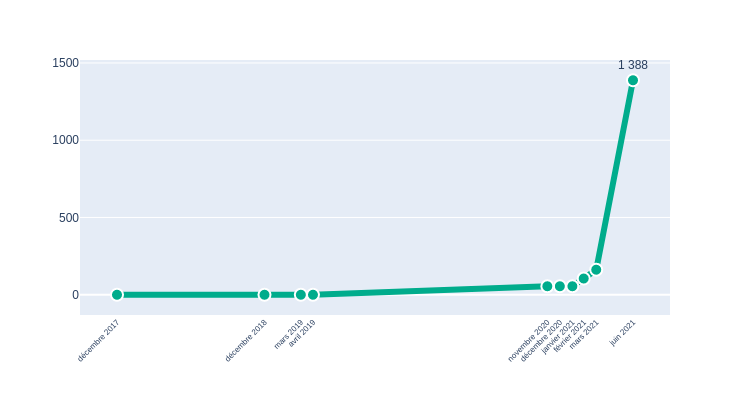 1500
1 388
1000
500
0
décembre 2017
décembre 2018
mars 2019
avril 2019
novembre 2020
décembre 2020
janvier 2021
février 2021
mars 2021
juin 2021